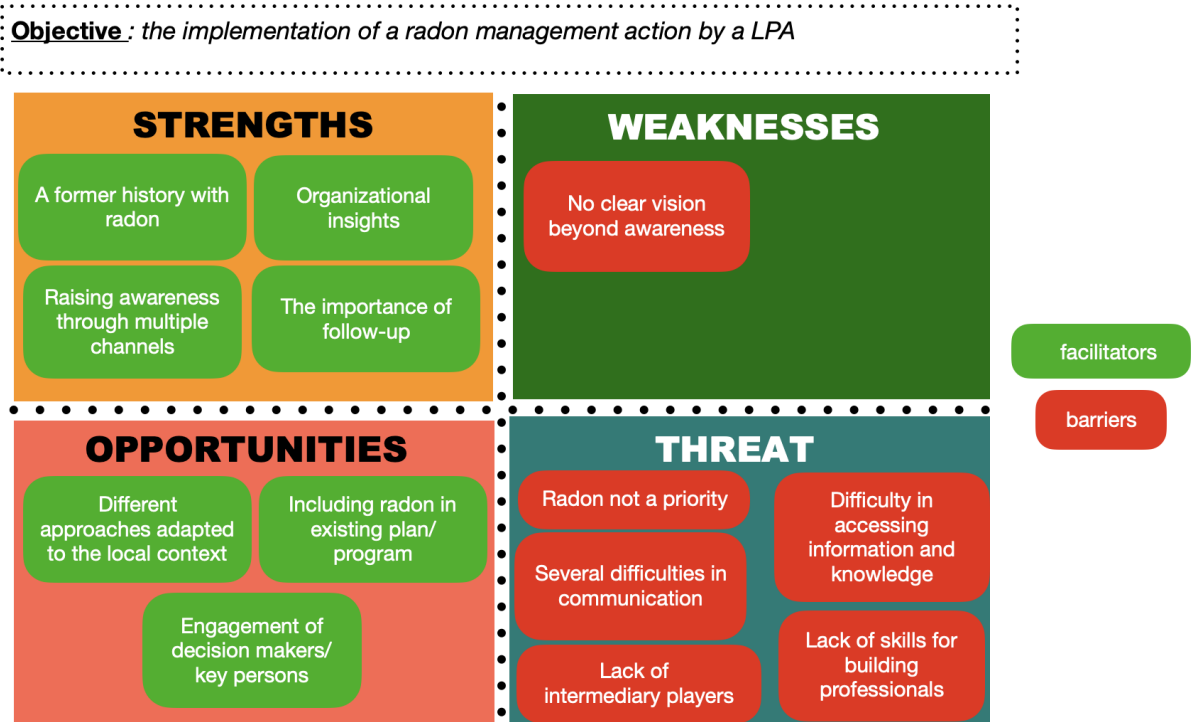 Objective : the implementation of a radon management action by a LPA
STRENGTHS
A former history with
radon
Organizational
insights
Raising awareness
through multiple
channels
The importance of
follow-up
WEAKNESSES
No clear vision
beyond awareness
facilitators
barriers
OPPORTUNITIES
Different
approaches adapted
to the local context
Including radon in
existing plan/
program
Engagement of
decision makers/
key persons
THREAT
Radon not a priority
Difficulty in
accessing
information and
knowledge
Several difficulties in
communication
Lack of
intermediary players
Lack of skills for
building
professionals